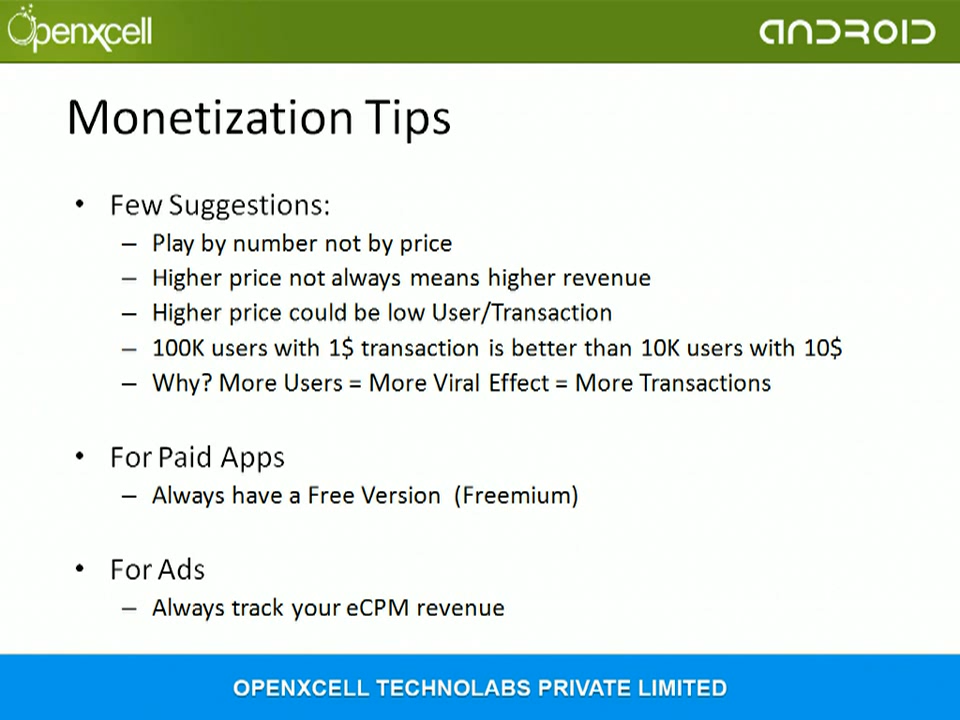 Openxcell
ANDROID
Monetization Tips
• Few Suggestions:
– Play by number not by price
– Higher price not always means higher revenue
– Higher price could be low User/Transaction
– 100K users with 1$ transaction is better than 10K users with 10$
– Why? More Users = More Viral Effect = More Transactions
• For Paid Apps
– Always have a Free Version (Freemium)
• For Ads
– Always track your eCPM revenue
OPENXCELL TECHNOLABS PRIVATE LIMITED